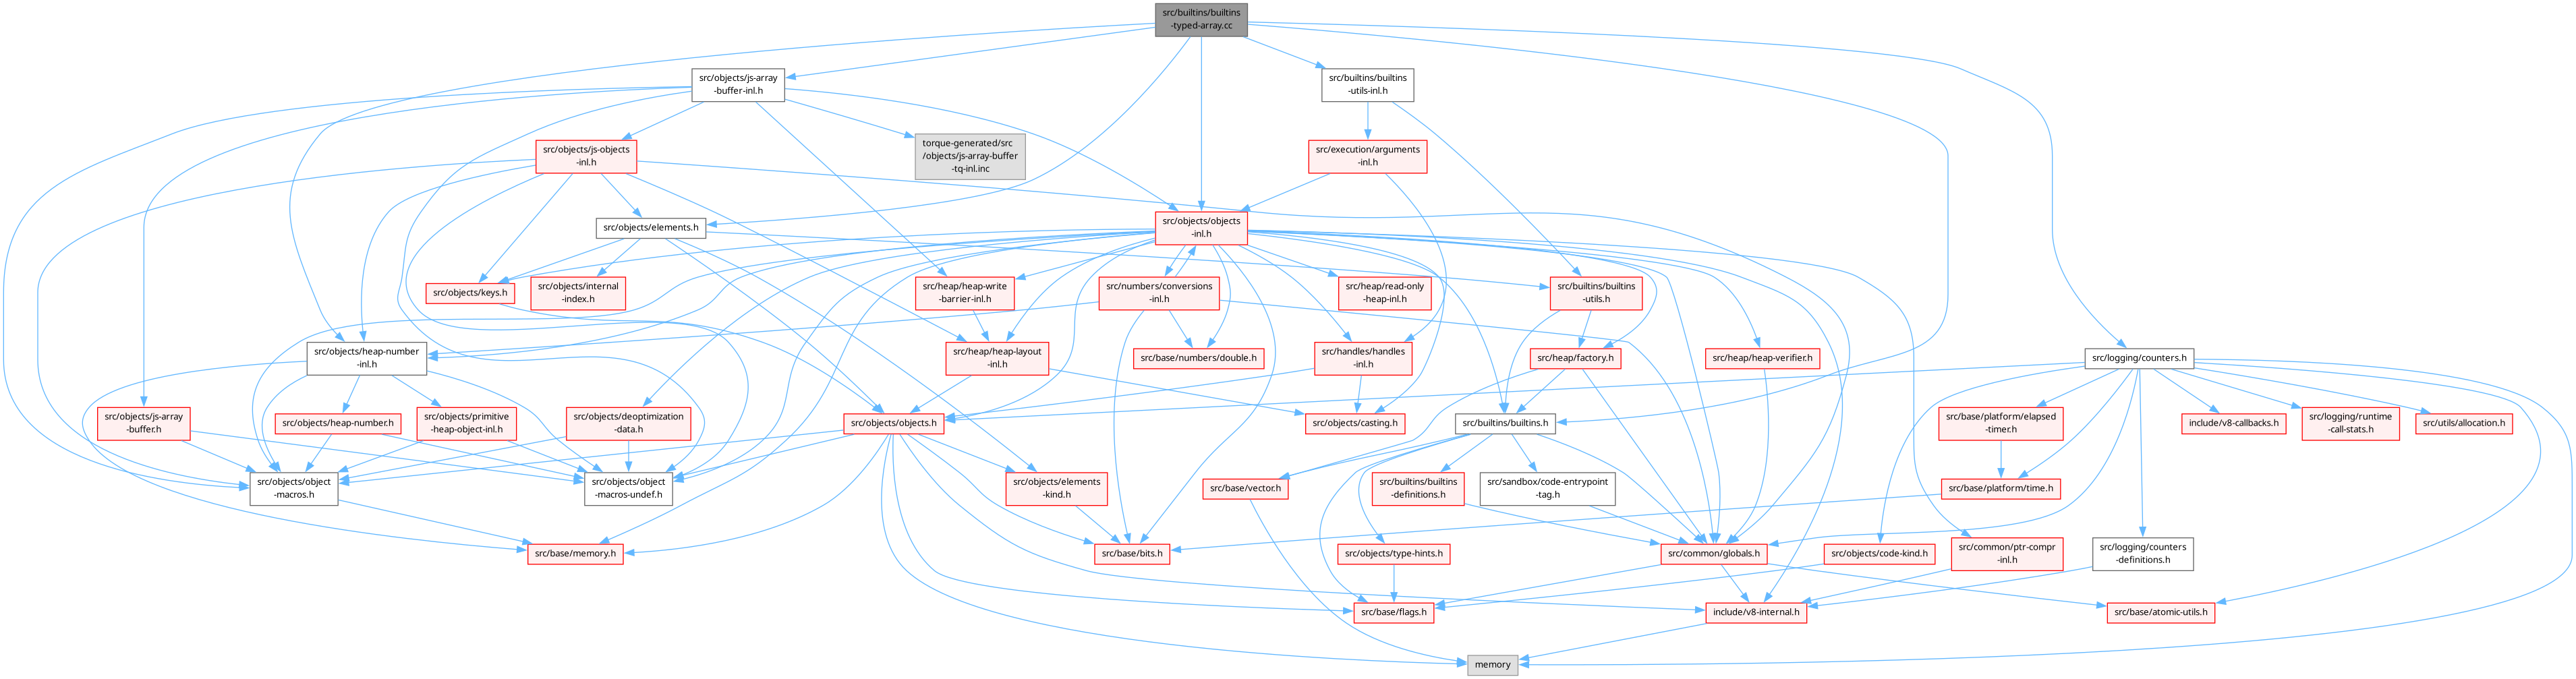 src/builtins/builtins
-typed-array.cc
src/objects/js-array
-buffer-inl.h
src/builtins/builtins
-utils-inl.h
src/objects/js-objects
-inl.h
torque-generated/src
/objects/js-array-buffer
-tq-inl.inc
src/execution/arguments
-inl.h
src/objects/elements.h
src/objects/objects
-inl.h
src/objects/keys.h
src/objects/internal
-index.h
src/heap/heap-write
-barrier-inl.h
src/numbers/conversions
-inl.h
src/heap/read-only
-heap-inl.h
src/builtins/builtins
-utils.h
src/objects/heap-number
-inl.h
src/heap/heap-layout
-inl.h
src/base/numbers/double.h
src/handles/handles
-inl.h
src/heap/factory.h
src/heap/heap-verifier.h
src/logging/counters.h
src/objects/js-array
-buffer.h
src/objects/heap-number.h
src/objects/primitive
-heap-object-inl.h
src/objects/deoptimization
-data.h
src/objects/objects.h
src/objects/casting.h
src/builtins/builtins.h
src/base/platform/elapsed
-timer.h
include/v8-callbacks.h
src/logging/runtime
-call-stats.h
src/utils/allocation.h
src/objects/object
-macros.h
src/objects/object
-macros-undef.h
src/objects/elements
-kind.h
src/base/vector.h
src/builtins/builtins
-definitions.h
src/sandbox/code-entrypoint
-tag.h
src/base/platform/time.h
src/base/memory.h
src/base/bits.h
src/objects/type-hints.h
src/common/globals.h
src/objects/code-kind.h
src/common/ptr-compr
-inl.h
src/logging/counters
-definitions.h
src/base/flags.h
include/v8-internal.h
src/base/atomic-utils.h
memory